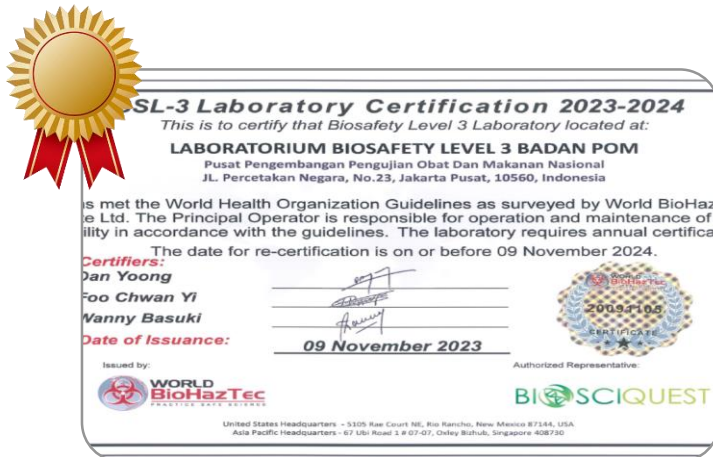 SL-3 Laboratory Certification 2023-2024
This is to certify that Biosafety Level 3 Laboratory located at:
LABORATORIUM BIOSAFETY LEVEL 3 BADAN POM
Pusat Pengembangan Pengujian Obat Dan Makanan Nasional
JL. Percetakan Negara, No.23, Jakarta Pusat, 10560, Indonesia
s met the World Health Organization Guidelines as surveyed by World BioHaz
te Ltd. The Principal Operator is responsible for operation and maintenance of
ility in accordance with the guidelines. The laboratory requires annual certifica
The date for re-certification is on or before 09 November 2024.
Certifiers:
Dan Yoong
Foo Chwan Yi
Wanny Basuki
Date of Issuance:
09 November 2023
WORLD
BioHazTec
20091105
CERTIFICATE
Issued by:
Authorized Representative:
WORLD
BioHazTec
PRACTICE SAFE SCIENCE
BIOSCIQUEST
United States Headquarters - 5105 Rae Court NE, Rio Rancho, New Mexico 87144, USA
Asia Pacific Headquarters - 67 Ubi Road 1 # 07-07, Oxley Bizhub, Singapore 408730